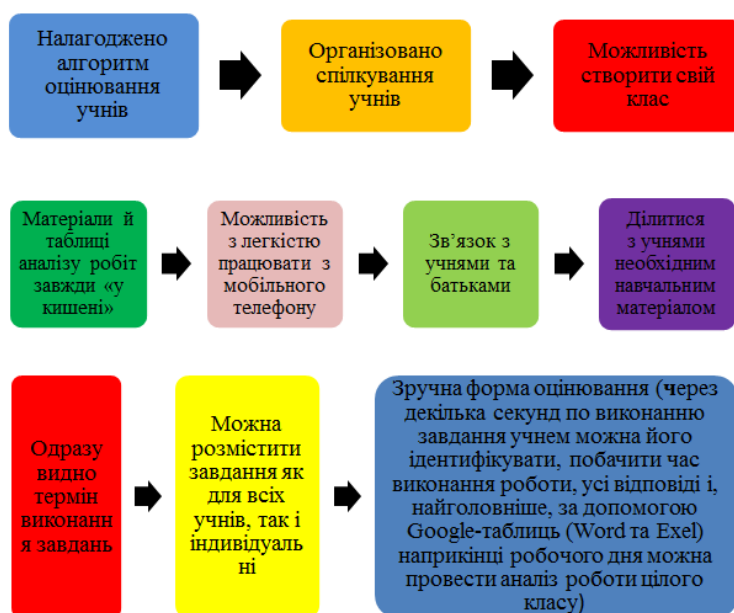 Налагоджено
алгоритм
оцінювання
учнів
Організовано
спілкування
учнів
Можливість
створити свій
клас
Матеріали й
таблиці
аналізу робіт
завжди «у
кишені»
Можливість
з легкістю
працювати з
мобільного
телефону
Зв’язок з
учнями та
батьками
Ділитися
з учнями
необхідним
навчальним
матеріалом
Одразу
видно
термін
виконанн
я завдань
Можна
розмістити
завдання як
для всіх
учнів, так і
індивідуаль
ні
Зручна форма оцінювання (через
декілька секунд по виконанню
завдання учнем можна його
ідентифікувати, побачити час
виконання роботи, усі відповіді і,
найголовніше, за допомогою
Google-таблиць (Word та Exel)
наприкінці робочого дня можна
провести аналіз роботи цілого
класу)